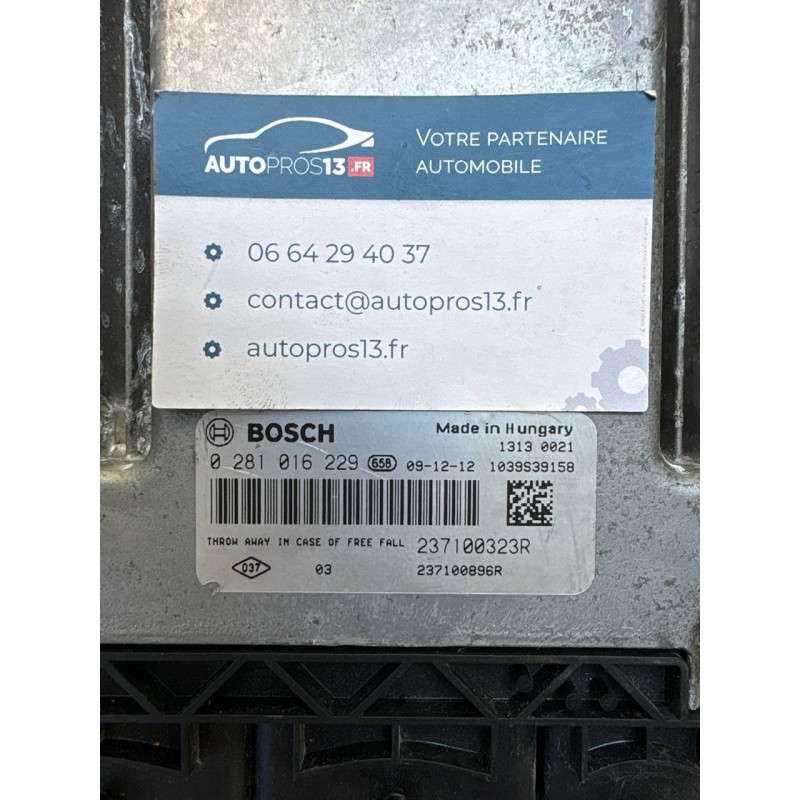 AUTOPROS13.FR
VOTRE PARTENAIRE
AUTOMOBILE
06 64 29 40 37
contact@autopros13.fr
autopros13.fr
BOSCH Made in Hungary
1313 0021
0 281 016 229 658 09-12-12 1039S39158
THROW AWAY IN CASE OF FREE FALL 237100323R
037 03 237100896R